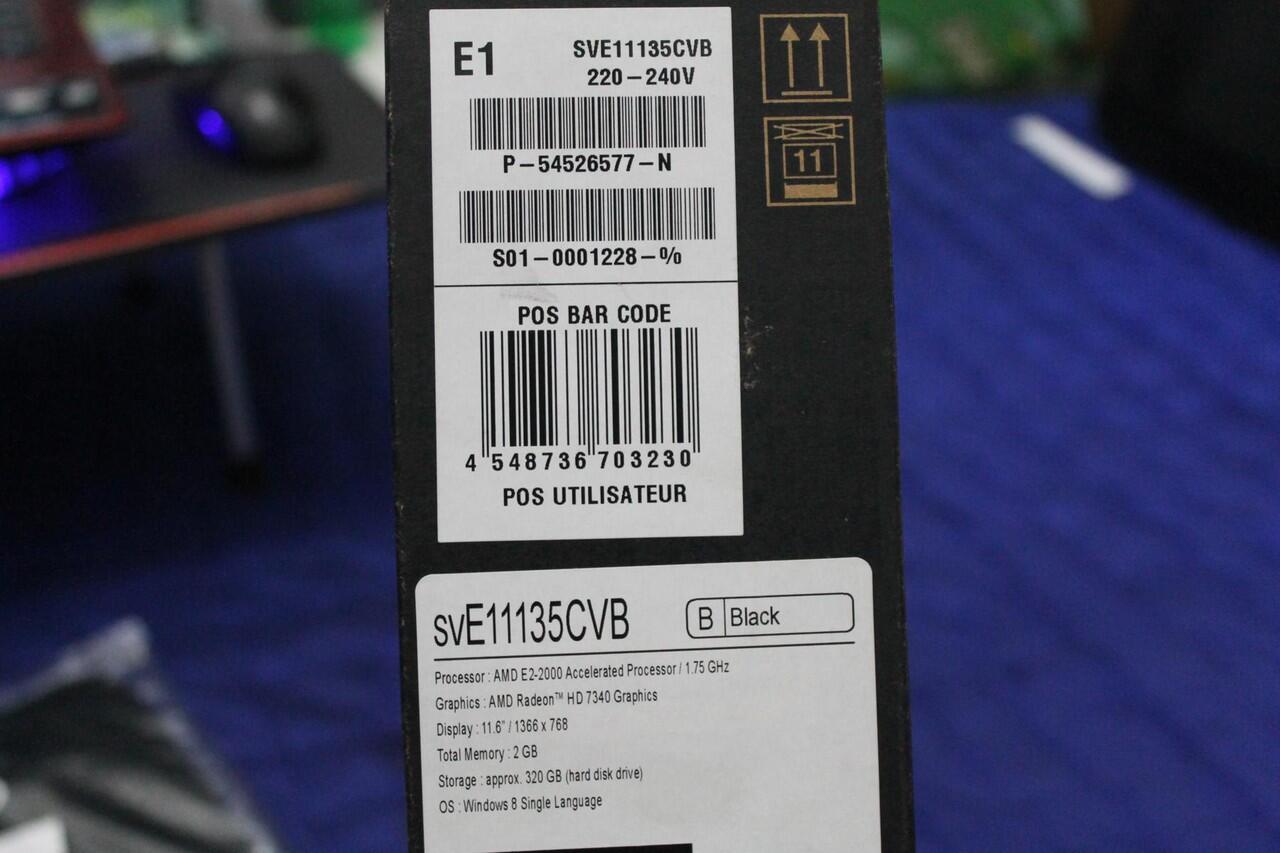 E1
SVE11135CVB
220-240V
P-54526577-N
S01-0001228-%
POS BAR CODE
4 548736 703230
POS UTILISATEUR
11
SVE11135CVB
B Black
Processor : AMD E2-2000 Accelerated Processor / 1.75 GHz
Graphics : AMD Radeon™ HD 7340 Graphics
Display : 11.6" / 1366 x 768
Total Memory : 2 GB
Storage : approx. 320 GB (hard disk drive)
OS : Windows 8 Single Language